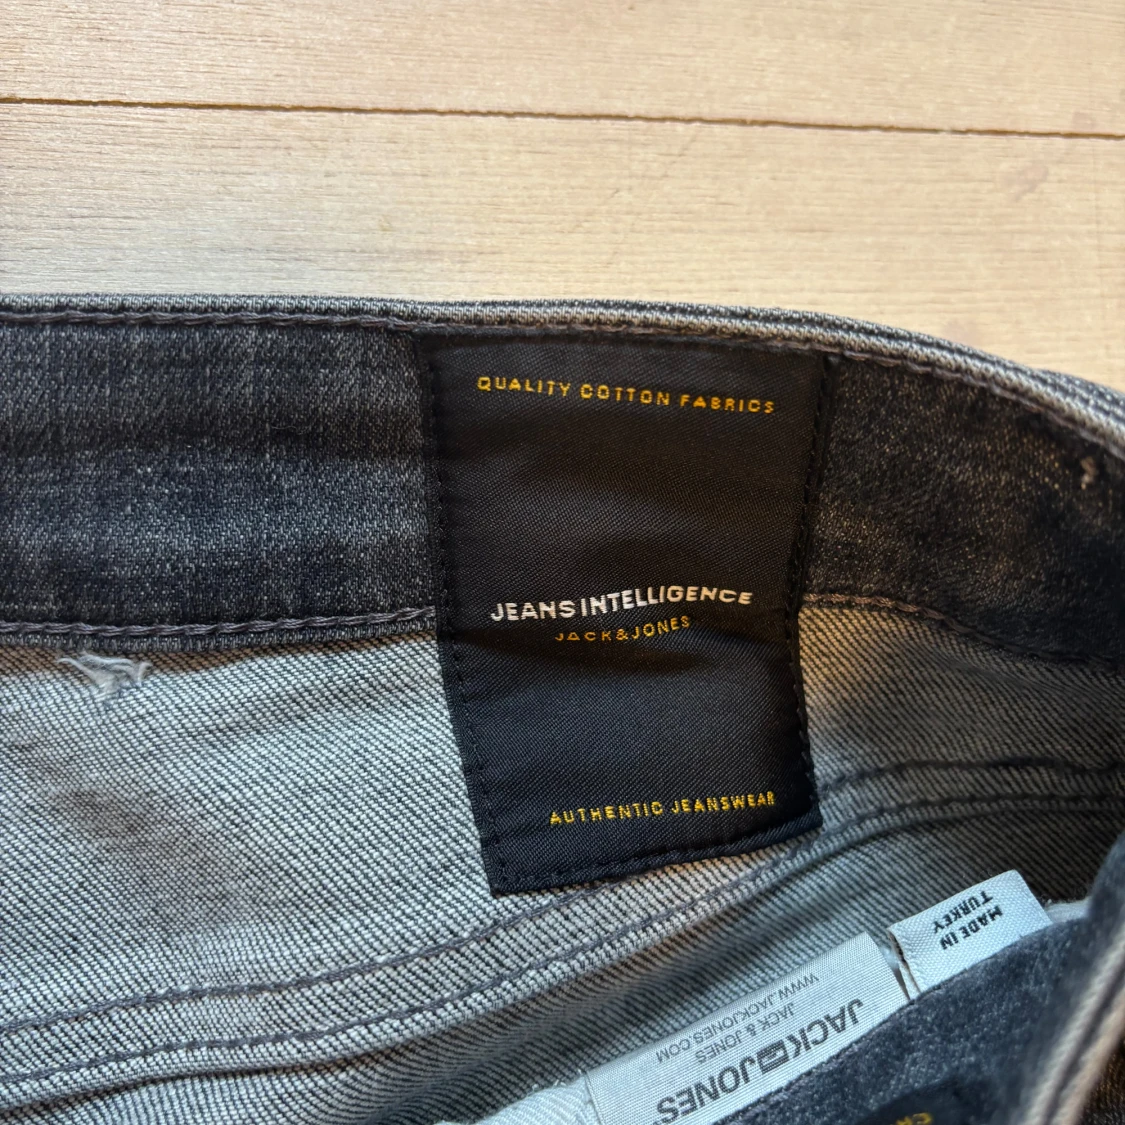 QUALITY COTTON FABRICS
JEANS INTELLIGENCE
JACK&JONES
AUTHENTIC JEANSWEAR
MADE IN
TURKEY
JACK JONES
JACK & JONES
WWW.JACKJONES.COM